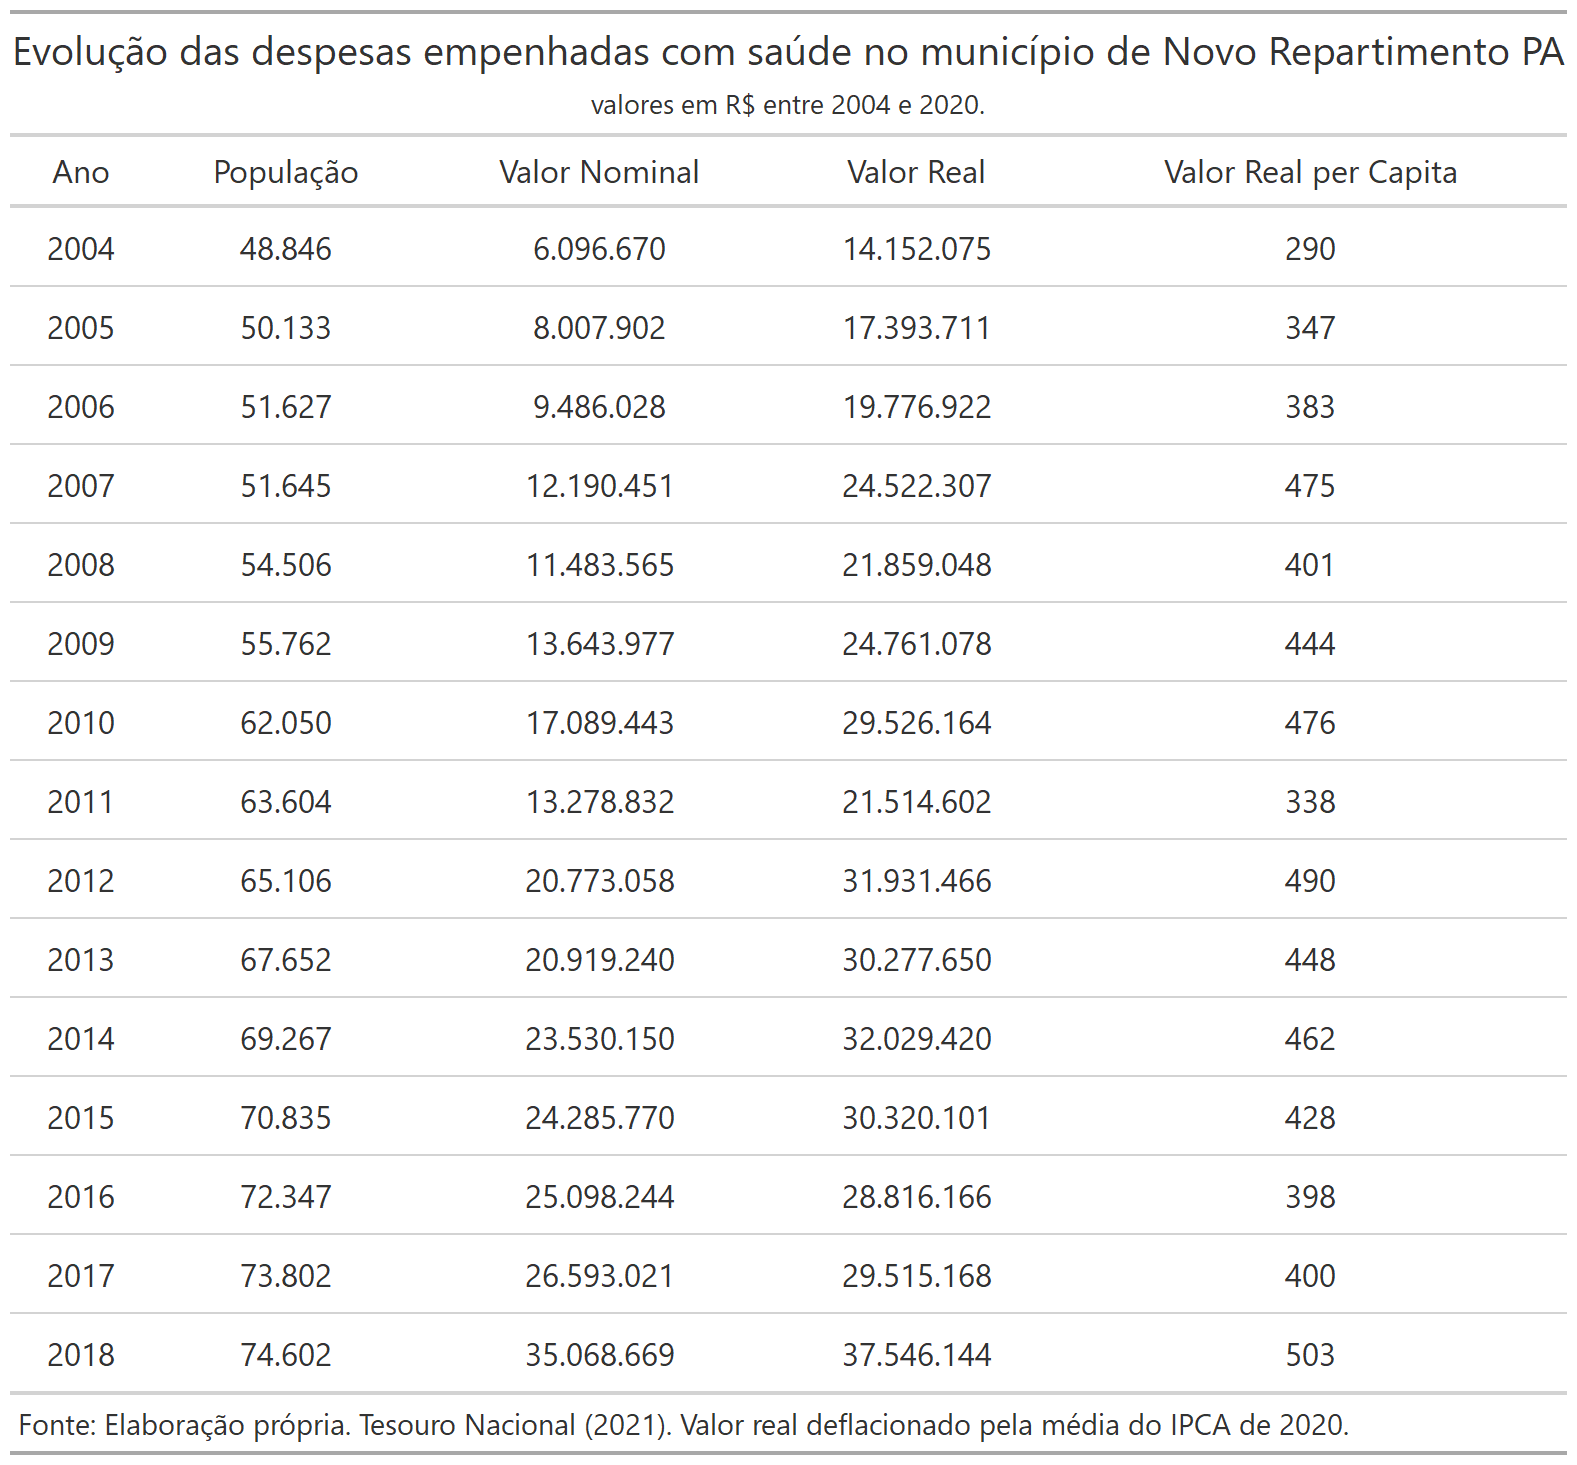 Evolução das despesas empenhadas com saúde no município de Novo Repartimento PA
valores em R$ entre 2004 e 2020.
Ano População Valor Nominal Valor Real Valor Real per Capita
2004 48.846 6.096.670 14.152.075 290
2005 50.133 8.007.902 17.393.711 347
2006 51.627 9.486.028 19.776.922 383
2007 51.645 12.190.451 24.522.307 475
2008 54.506 11.483.565 21.859.048 401
2009 55.762 13.643.977 24.761.078 444
2010 62.050 17.089.443 29.526.164 476
2011 63.604 13.278.832 21.514.602 338
2012 65.106 20.773.058 31.931.466 490
2013 67.652 20.919.240 30.277.650 448
2014 69.267 23.530.150 32.029.420 462
2015 70.835 24.285.770 30.320.101 428
2016 72.347 25.098.244 28.816.166 398
2017 73.802 26.593.021 29.515.168 400
2018 74.602 35.068.669 37.546.144 503
Fonte: Elaboração própria. Tesouro Nacional (2021). Valor real deflacionado pela média do IPCA de 2020.